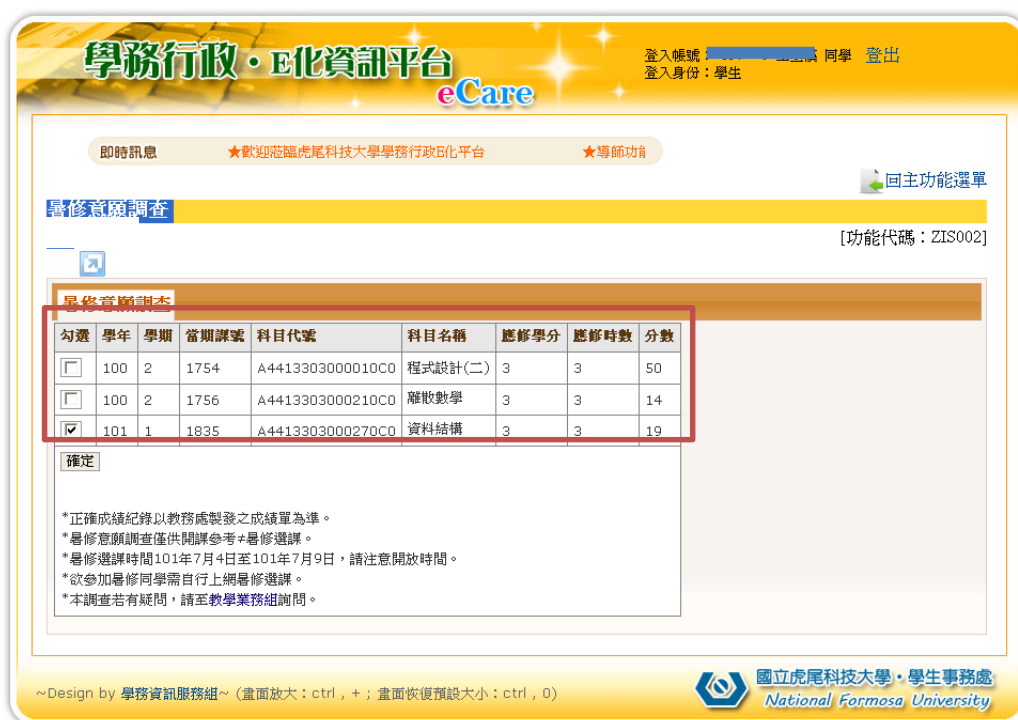 學務行政・E化資訊平台
eCare
登入帳號： 同學 登出
登入身份：學生
即時訊息 ★歡迎蒞臨虎尾科技大學學務行政E化平台 ★導師功
回主功能選單
暑修意願調查
[功能代碼：ZIS002]
暑修意願調查
勾選 學年 學期 當期課號 科目代號 科目名稱 應修學分 應修時數 分數
100 2 1754 A4413303000010C0 程式設計(二) 3 3 50
100 2 1756 A4413303000210C0 離散數學 3 3 14
101 1 1835 A4413303000270C0 資料結構 3 3 19
確定
*正確成績紀錄以教務處製發之成績單為準。
*暑修意願調查僅供開課參考≠暑修選課。
*暑修選課時間101年7月4日至101年7月9日，請注意開放時間。
*欲參加暑修同學需自行上網暑修選課。
*本調查若有疑問，請至教學業務組詢問。
~Design by 學務資訊服務組~ (畫面放大：ctrl , + ; 畫面恢復預設大小：ctrl , 0)
國立虎尾科技大學・學生事務處
National Formosa University